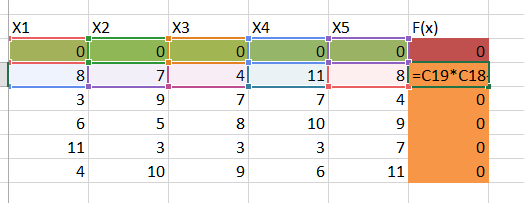 X1 X2 X3 X4 X5 F(x)
0 0 0 0 0 0
8 7 4 11 8 =C19*C18
3 9 7 7 4 0
6 5 8 10 9 0
11 3 3 3 7 0
4 10 9 6 11 0